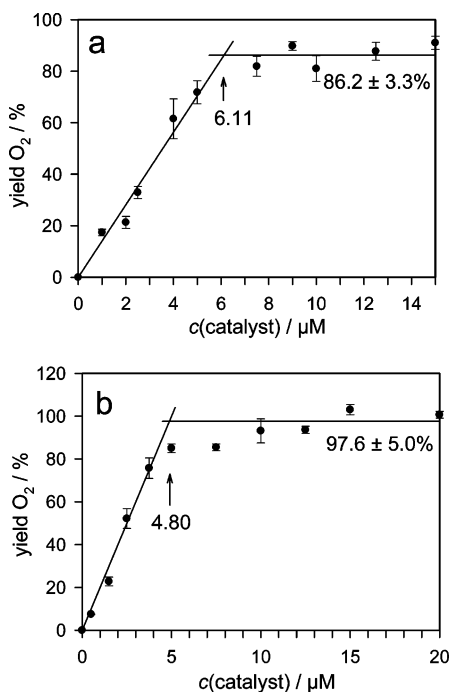 a
yield O2 / %
100
80
60
40
20
0
86.2 ± 3.3%
6.11
0 2 4 6 8 10 12 14
c(catalyst) / µM
b
yield O2 / %
120
100
80
60
40
20
0
97.6 ± 5.0%
4.80
0 5 10 15 20
c(catalyst) / µM